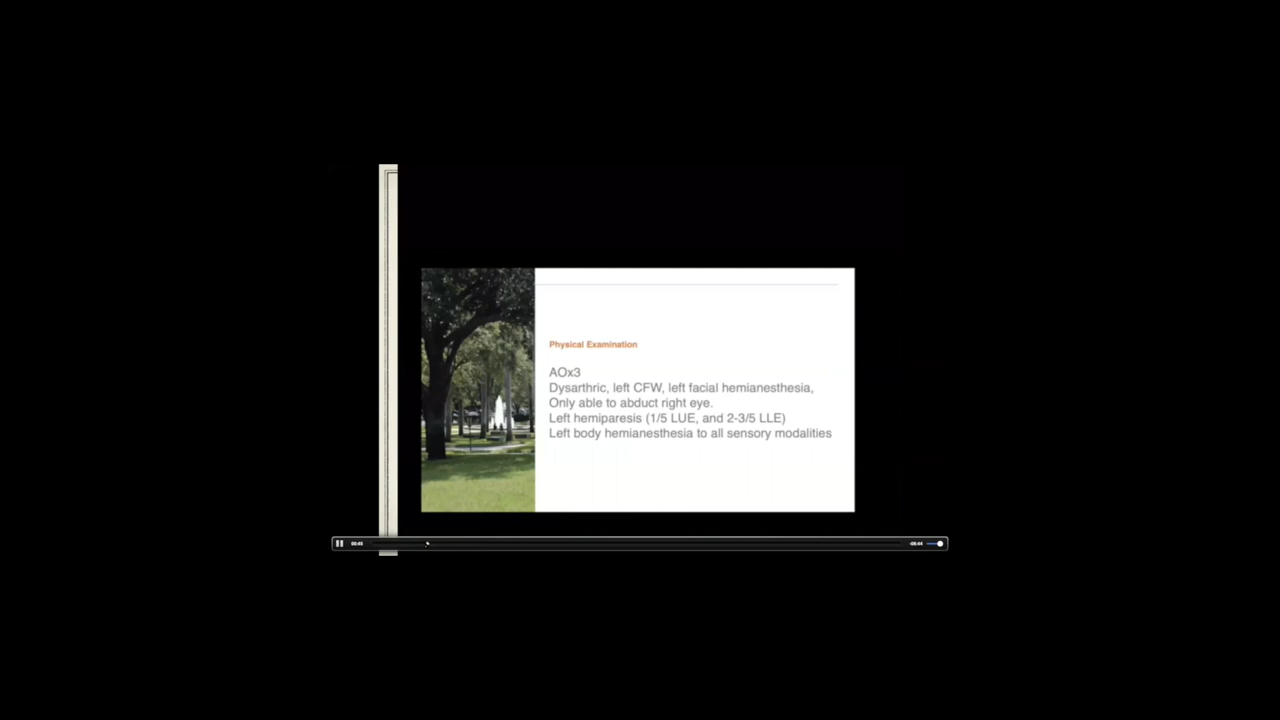 Physical Examination
AOx3
Dysarthric, left CFW, left facial hemianesthesia,
Only able to abduct right eye.
Left hemiparesis (1/5 LUE, and 2-3/5 LLE)
Left body hemianesthesia to all sensory modalities